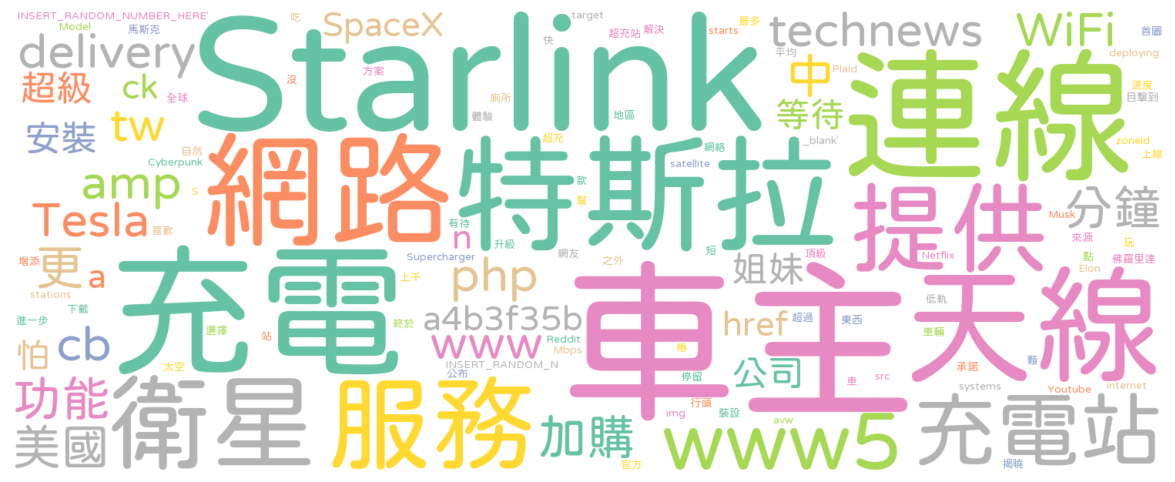 INSERT_RANDOM_NUMBER_HERE'
吃
target
Model
馬斯克
SpaceX
Starlink
快
超充站
解決
starts
最多
technews
WiFi
首圖
deploying
delivery
方案
沒
平均
中
Plaid
連線
速度
目擊到
超級
ck
全球
廁所
體驗
地區
等待
_blank'
zoneid
上線
安裝
tw
自然
Cyberpunk
網路
特斯拉
超充
網絡
satellite
款
幫
amp
s
提供
分鐘
Tesla
喜歡
有待
n
升級
網友
短
頂級
Musk
來源
玩
點
Elon
佛羅里達
Netflix
更
增添
a
stations
充電
Supercharger
上千
php
之外
姐妹
車主
天線
低軌
下載
進一步
選擇
站
終於
a4b3f35b
href
超過
東西
車輛
怕
cb
www
Reddit
Mbps
樁
顆
太空
INSERT_RANDOM_N
公布
公司
停留
車
src
承諾
功能
衛星
服務
加購
裝設
行頭
img
avw
www5
systems
Youtube
internet
充電站
美國
官方
揭曉